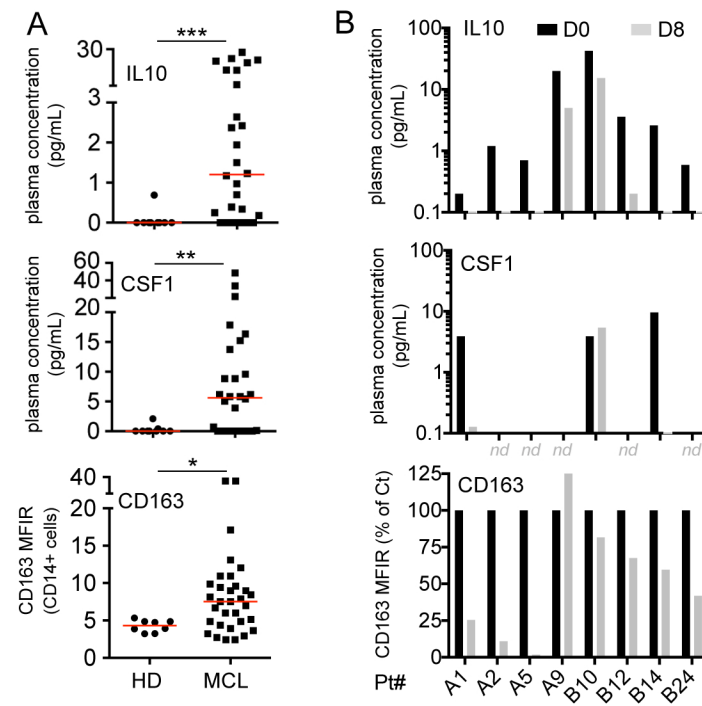 A
plasma concentration
(pg/mL)
30
3
2
1
0
IL10
***
plasma concentration
(pg/mL)
60
40
20
15
10
5
0
CSF1
**
CD163 MFIR
(CD14+ cells)
40
20
15
10
5
0
CD163
*
HD MCL
B
IL10 D0 D8
plasma concentration
(pg/mL)
100
10
1
0.1
CSF1
plasma concentration
(pg/mL)
100
10
1
0.1
nd nd nd nd nd
CD163
CD163 MFIR (% of Ct)
125
100
75
50
25
0
Pt# A1 A2 A5 A9 B10 B12 B14 B24